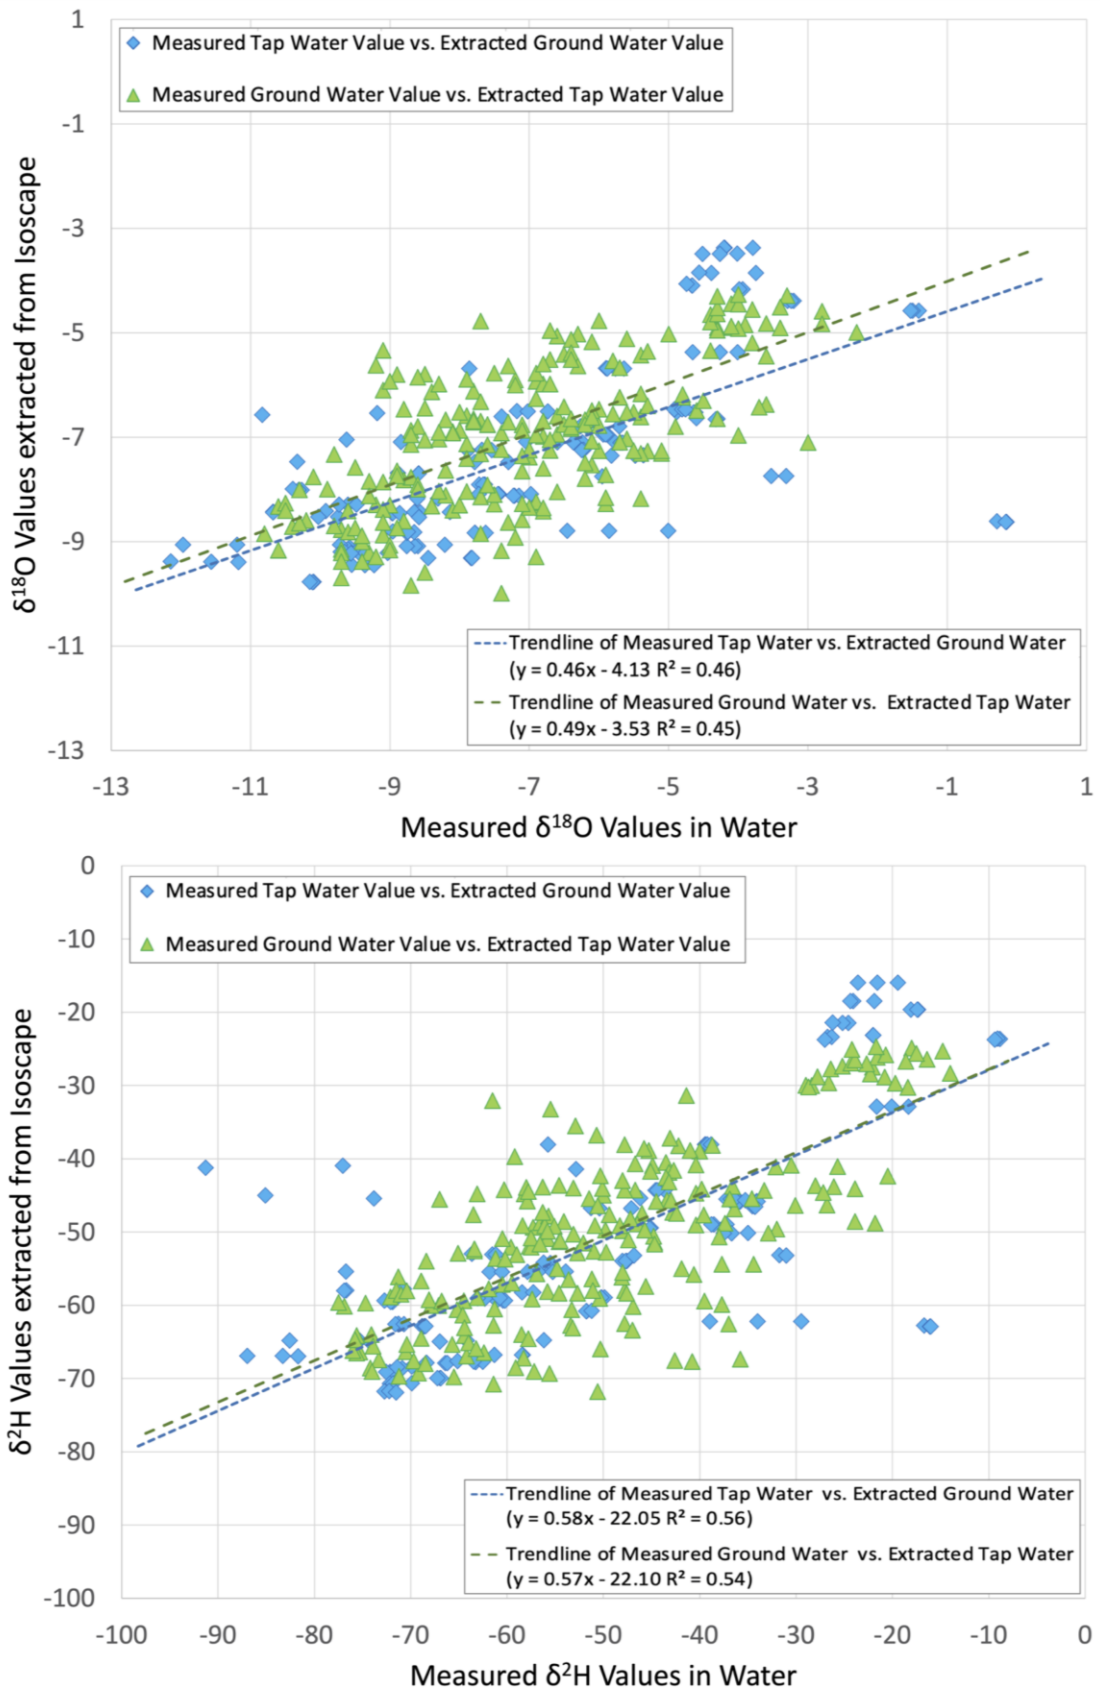 1
-1
-3
-5
-7
-9
-11
-13
δ¹⁸O Values extracted from Isoscape
Measured Tap Water Value vs. Extracted Ground Water Value
Measured Ground Water Value vs. Extracted Tap Water Value
Trendline of Measured Tap Water vs. Extracted Ground Water
(y = 0.46x - 4.13 R² = 0.46)
Trendline of Measured Ground Water vs. Extracted Tap Water
(y = 0.49x - 3.53 R² = 0.45)
-13 -11 -9 -7 -5 -3 -1 1
Measured δ¹⁸O Values in Water
0
-10
-20
-30
-40
-50
-60
-70
-80
-90
-100
δ²H Values extracted from Isoscape
Measured Tap Water Value vs. Extracted Ground Water Value
Measured Ground Water Value vs. Extracted Tap Water Value
Trendline of Measured Tap Water vs. Extracted Ground Water
(y = 0.58x - 22.05 R² = 0.56)
Trendline of Measured Ground Water vs. Extracted Tap Water
(y = 0.57x - 22.10 R² = 0.54)
-100 -90 -80 -70 -60 -50 -40 -30 -20 -10 0
Measured δ²H Values in Water